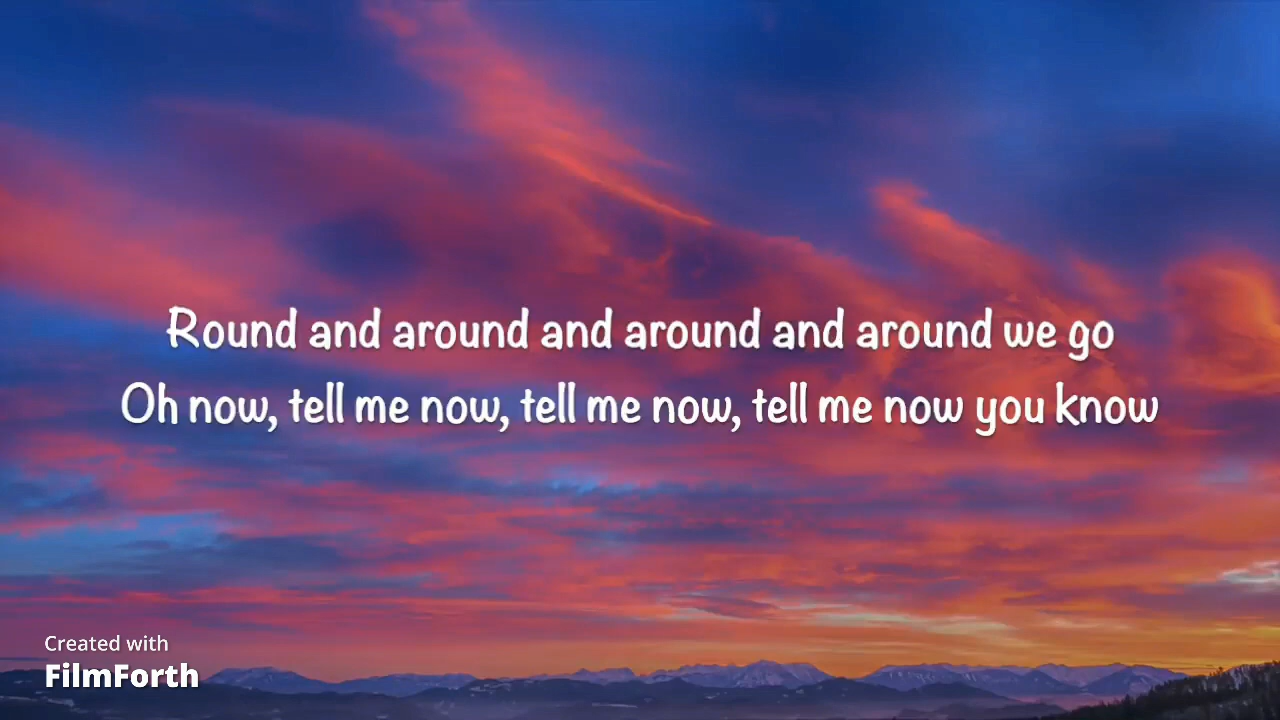 Round and around and around and around we go
Oh now, tell me now, tell me now, tell me now you know
Created with
FilmForth